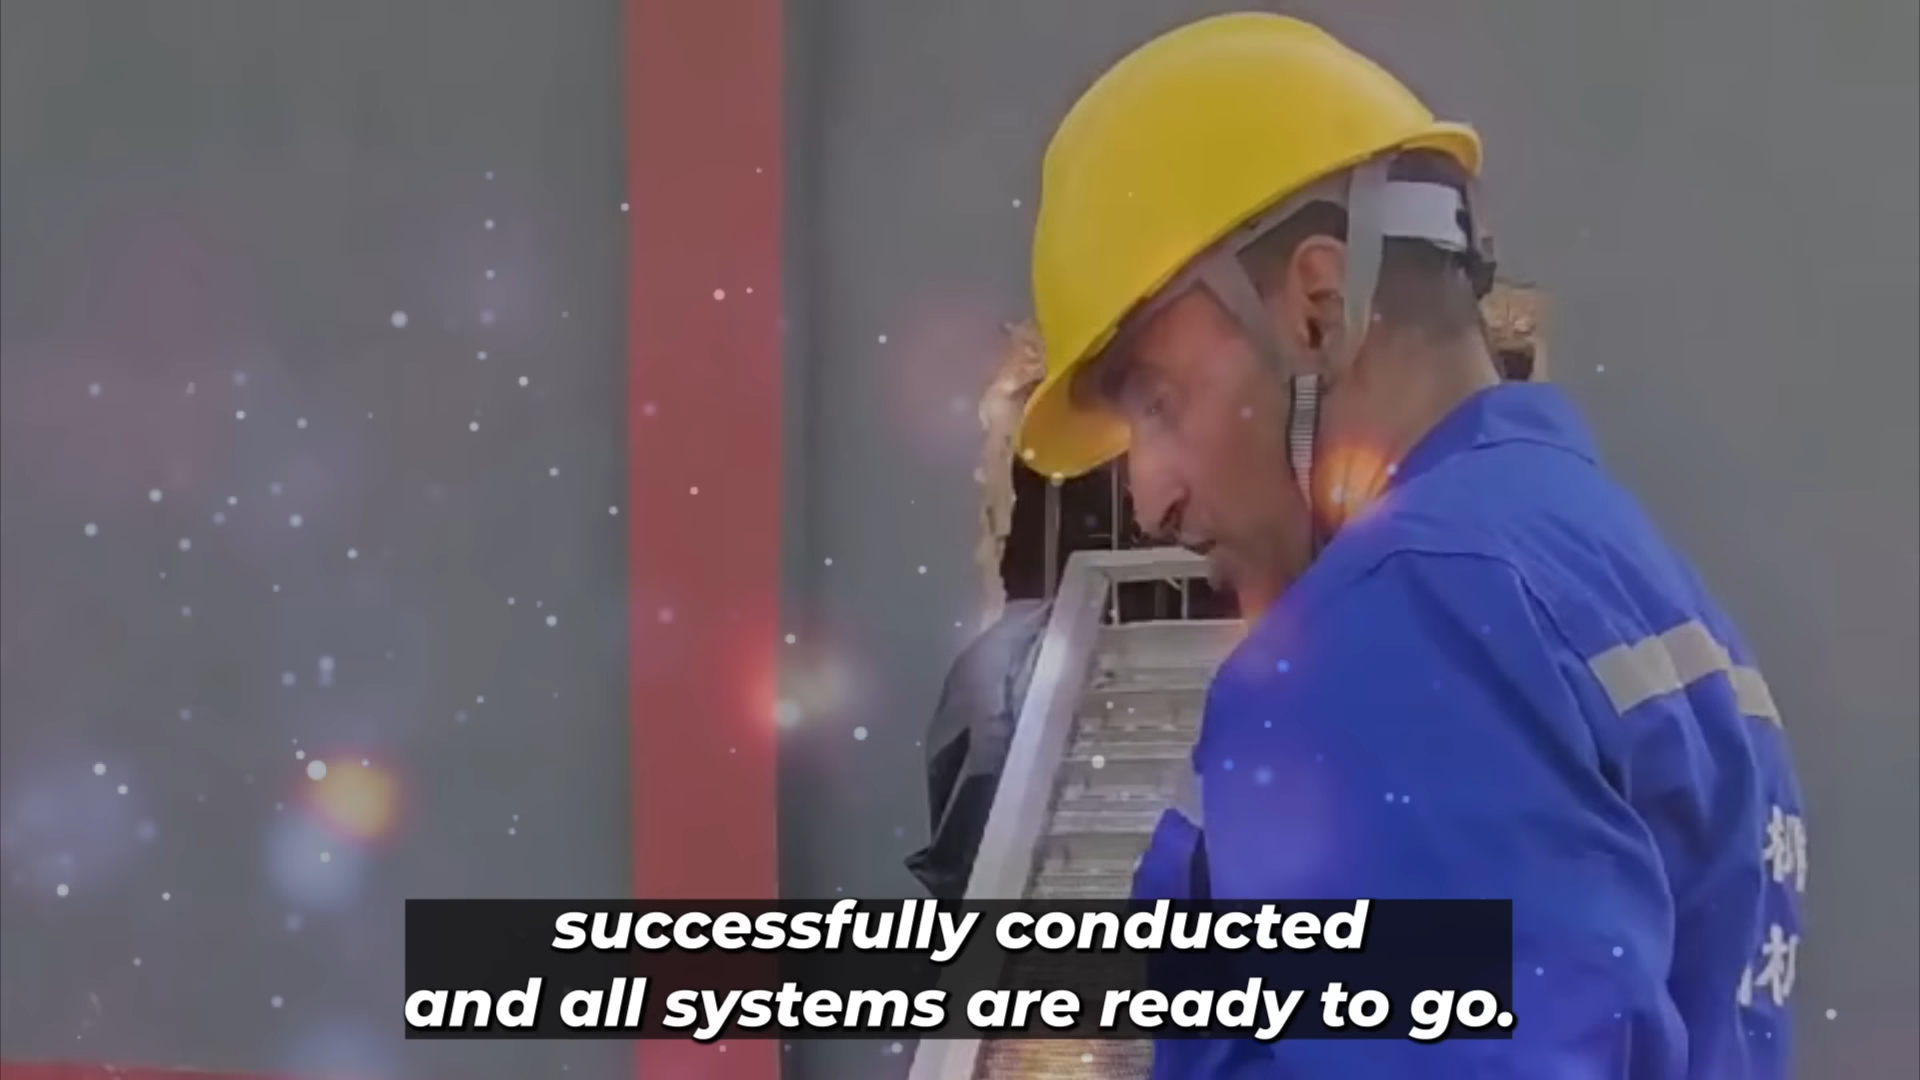 successfully conducted
and all systems are ready to go.